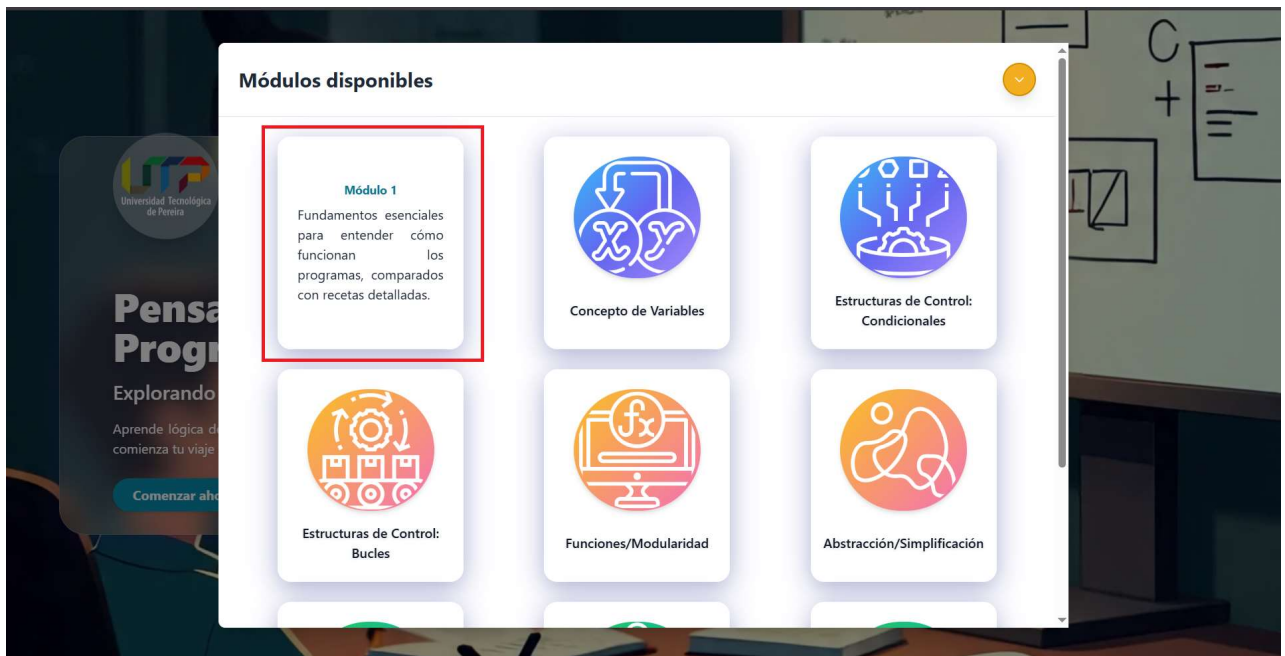 Módulos disponibles
Módulo 1
Fundamentos esenciales
para entender cómo
funcionan los
programas, comparados
con recetas detalladas.
Concepto de Variables
Estructuras de Control:
Condicionales
Estructuras de Control:
Bucles
Funciones/Modularidad
Abstracción/Simplificación
UTP
Universidad Tecnológica
de Pereira
Pensa
Progr
Explorando
Aprende lógica d
comienza tu viaje
Comenzar aho
X Y
fx
C
+